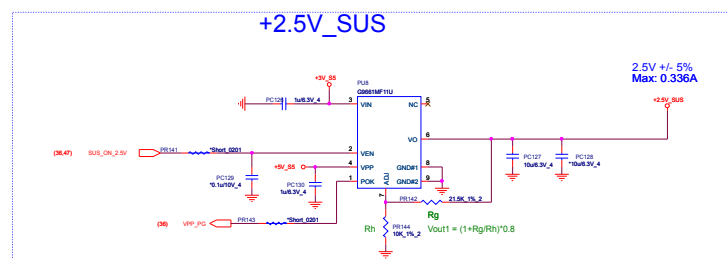 +2.5V_SUS
2.5V +/- 5%
Max: 0.336A
+3V_S5
PU8
G9661MF11U
+2.5V_SUS
1u/6.3V_4
3
VIN
NC
5
VO
6
(36,47)
SUS_ON_2.5V
PR141
*Short_0201
2
VEN
+5V_S5
4
VPP
GND#1
8
1
POK
GND#2
9
PC127
10u/6.3V_4
PC128
*10u/6.3V_4
PC129
*0.1u/10V_4
PC130
1u/6.3V_4
ADJ
7
PR142
21.5K_1%_2
Rg
(36)
VPP_PG
PR143
*Short_0201
Rh
PR144
10K_1%_2
Vout1 = (1+Rg/Rh)*0.8